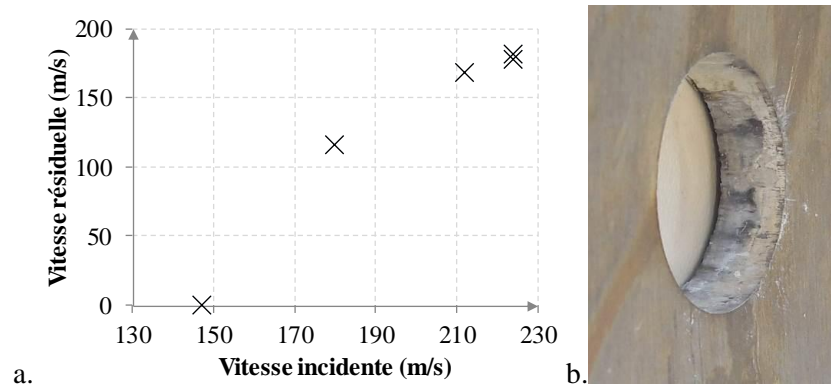 200
150
100
50
0
Vitesse résiduelle (m/s)
130 150 170 190 210 230
Vitesse incidente (m/s)
a.
b.